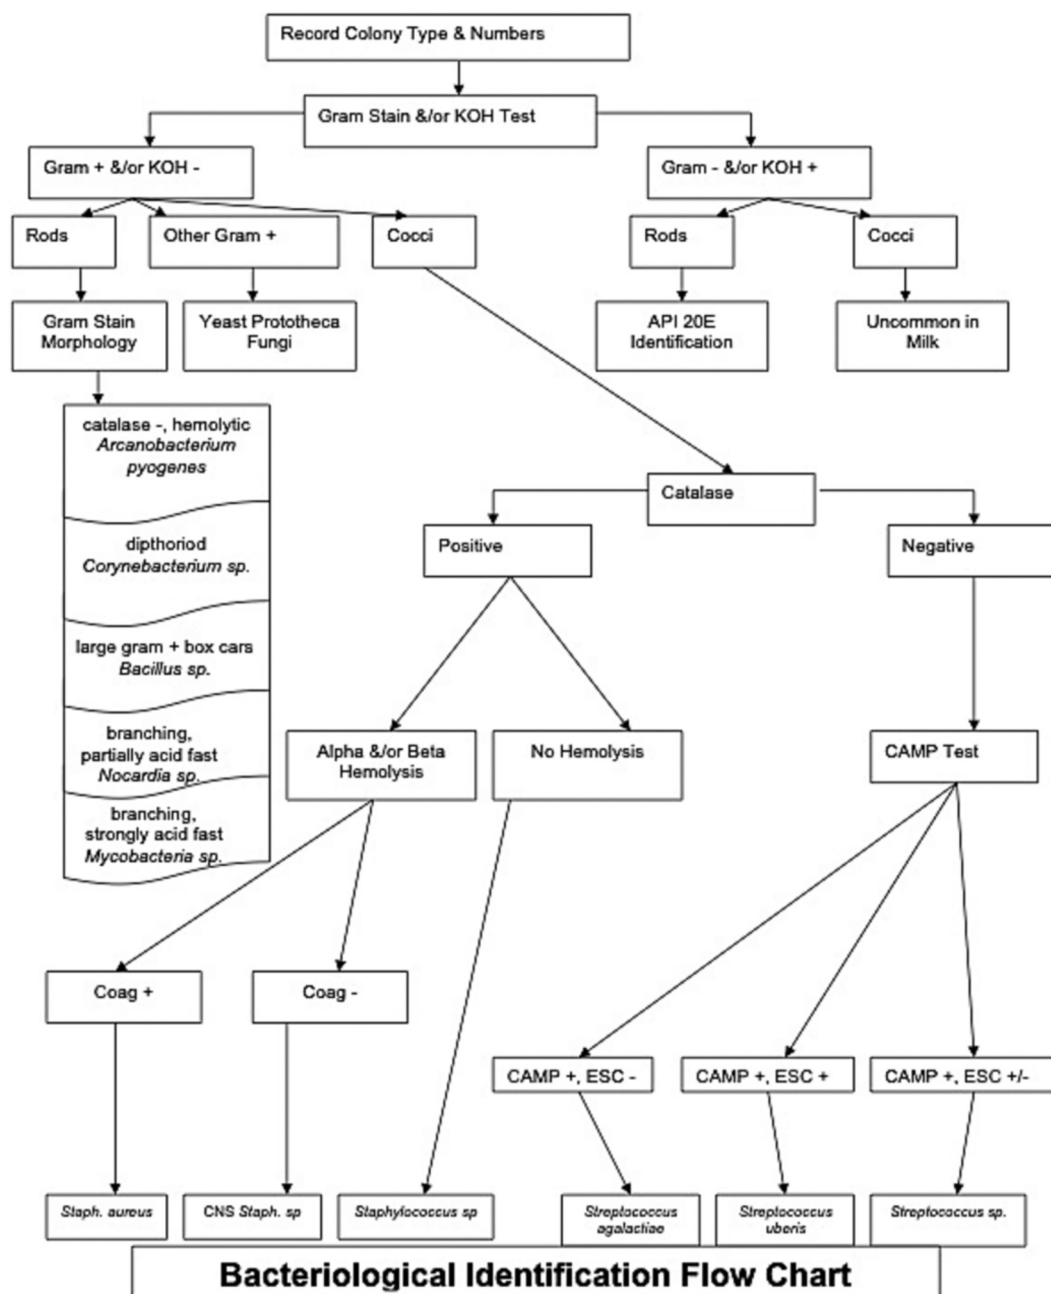 Record Colony Type & Numbers
Gram Stain &/or KOH Test
Gram + &/or KOH -
Gram - &/or KOH +
Rods
Other Gram +
Cocci
Rods
Cocci
Gram Stain
Morphology
Yeast Prototheca
Fungi
API 20E
Identification
Uncommon in
Milk
catalase -, hemolytic
Arcanobacterium
pyogenes
dipthoriod
Corynebacterium sp.
large gram + box cars
Bacillus sp.
branching,
partially acid fast
Nocardia sp.
branching,
strongly acid fast
Mycobacteria sp.
Catalase
Positive
Negative
Alpha &/or Beta
Hemolysis
No Hemolysis
CAMP Test
Coag +
Coag -
CAMP +, ESC -
CAMP +, ESC +
CAMP +, ESC +/-
Staph. aureus
CNS Staph. sp
Staphylococcus sp
Streptococcus
agalactiae
Streptococcus
uberis
Streptococcus sp.
Bacteriological Identification Flow Chart